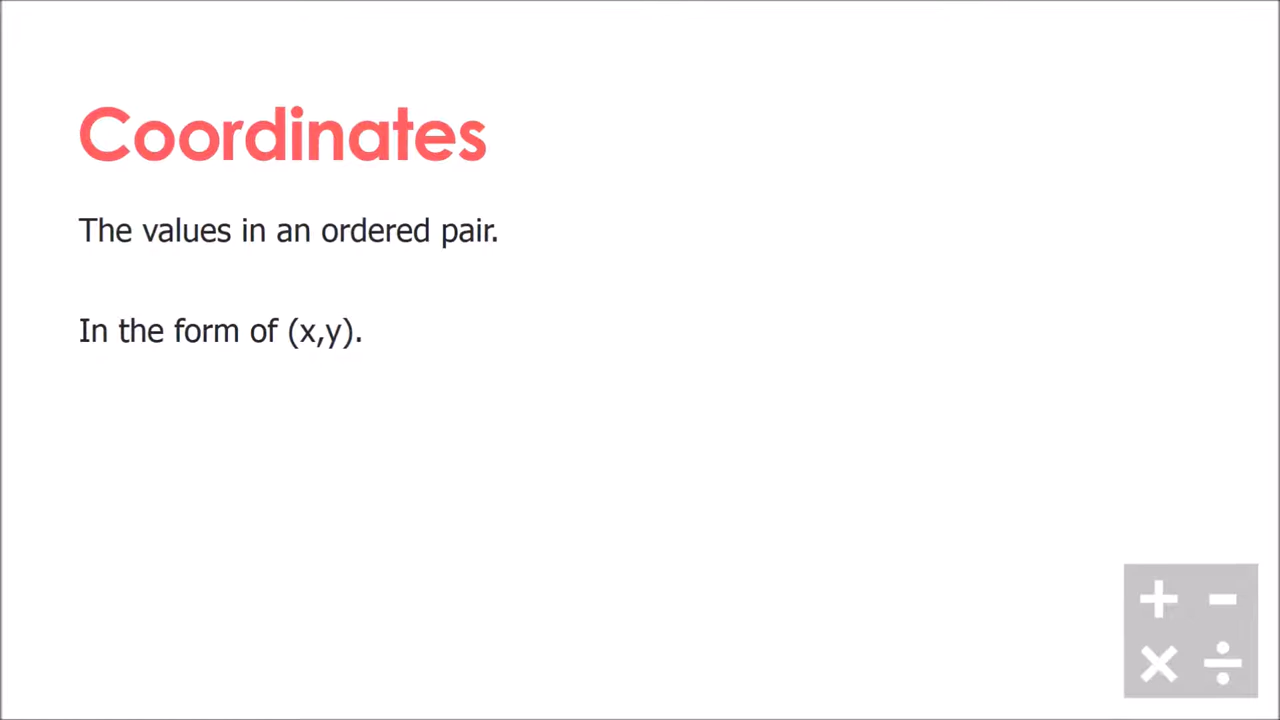 Coordinates
The values in an ordered pair.
In the form of (x,y).
+ -
× ÷